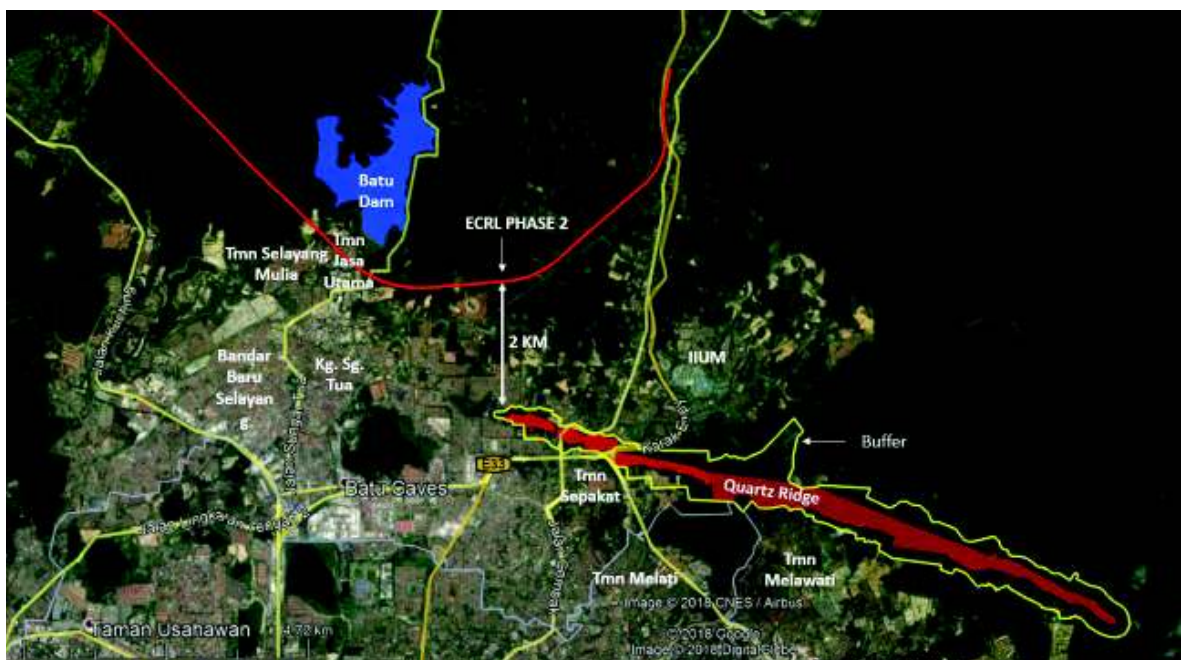 Batu
Dam
ECRL PHASE 2
Tmn
Jasa
Utama
Tmn Selayang
Mulia
2 KM
Bandar
Baru
Selayan
g.
Kg. Sg.
Tua
IIUM
Buffer
E33
Batu Caves
Tmn
Sepakat
Quartz Ridge
Tmn Melati
Tmn
Melawati
Taman Usahawan
4.72 km
Image © 2018 CNES / Airbus
© 2018 Google
Image © 2018 DigitalGlobe